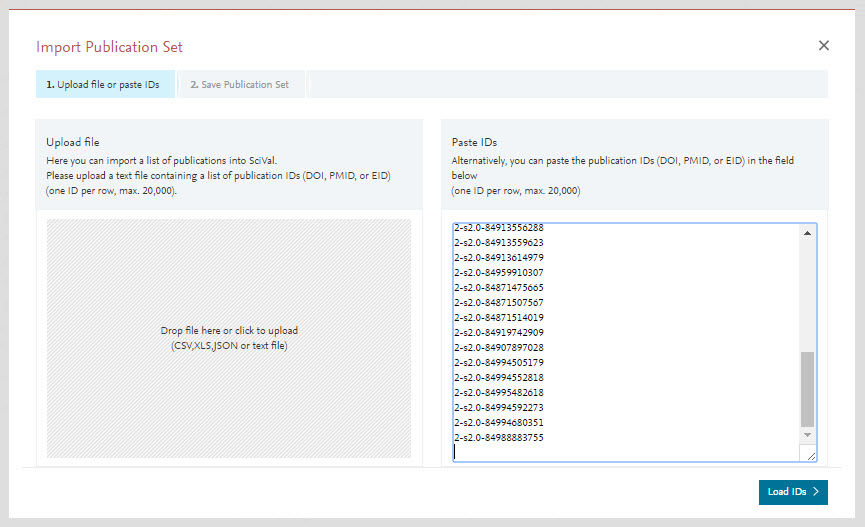 Import Publication Set
1. Upload file or paste IDs
2. Save Publication Set
Upload file
Here you can import a list of publications into SciVal.
Please upload a text file containing a list of publication IDs (DOI, PMID, or EID)
(one ID per row, max. 20,000).
Drop file here or click to upload
(CSV,XLS,JSON or text file)
Paste IDs
Alternatively, you can paste the publication IDs (DOI, PMID, or EID) in the field
below
(one ID per row, max. 20,000)
2-s2.0-84913556288
2-s2.0-84913559623
2-s2.0-84913614979
2-s2.0-84959910307
2-s2.0-84871475665
2-s2.0-84871507567
2-s2.0-84871514019
2-s2.0-84919742909
2-s2.0-84907897028
2-s2.0-84994505179
2-s2.0-84994552818
2-s2.0-84995482618
2-s2.0-84994592273
2-s2.0-84994680351
2-s2.0-84988883755
Load IDs